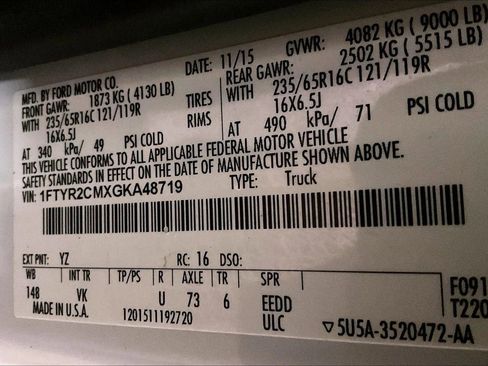 MFD. BY FORD MOTOR CO. DATE: 11/15 GVWR: 4082 KG ( 9000 LB)
FRONT GAWR: 1873 KG ( 4130 LB) REAR GAWR: 2502 KG ( 5515 LB)
WITH 235/65R16C 121/119R TIRES WITH 235/65R16C 121/119R
16X6.5J RIMS 16X6.5J
AT 340 kPa/ 49 PSI COLD AT 490 kPa/ 71 PSI COLD
THIS VEHICLE CONFORMS TO ALL APPLICABLE FEDERAL MOTOR VEHICLE
SAFETY STANDARDS IN EFFECT ON THE DATE OF MANUFACTURE SHOWN ABOVE.
VIN: 1FTYR2CMXGKA48719 TYPE: Truck
EXT PNT: YZ RC: 16 DSO:
WB INT TR TP/PS R AXLE TR SPR F091
148 VK U 73 6 EEDD T220
MADE IN U.S.A. 1201511192720 ULC ▽5U5A-3520472-AA